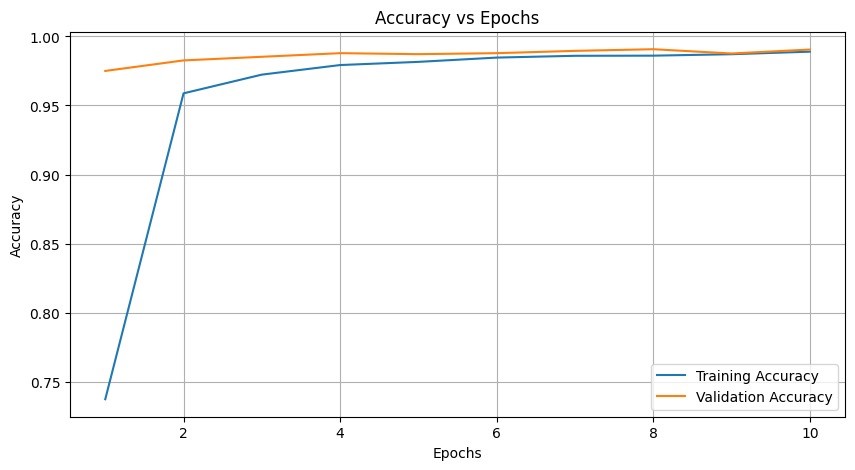 Accuracy vs Epochs
1.00
0.95
0.90
0.85
0.80
0.75
Accuracy
2 4 6 8 10
Epochs
Training Accuracy
Validation Accuracy